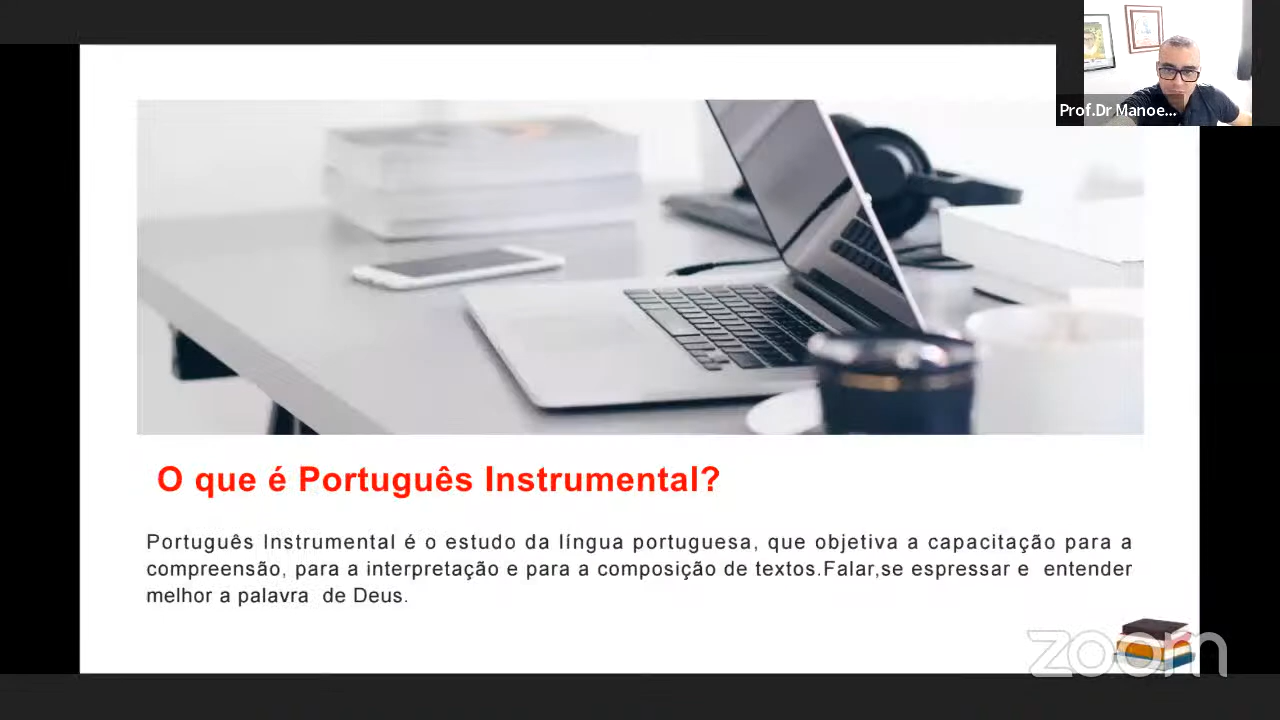 Prof.Dr Manoe...
O que é Português Instrumental?
Português Instrumental é o estudo da língua portuguesa, que objetiva a capacitação para a
compreensão, para a interpretação e para a composição de textos.Falar,se espressar e  entender
melhor a palavra  de Deus.
zoom